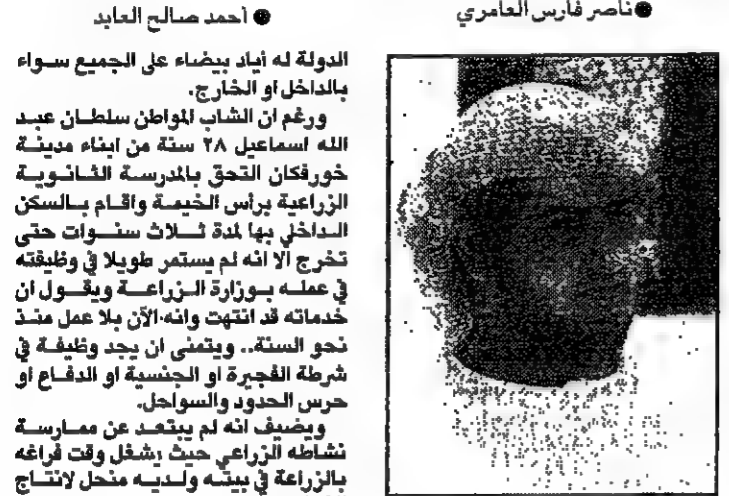 ●ناصر فارس العامري
● أحمد صالح العابد
الدولة له أياد بيضاء على الجميع سواء
بالداخل او الخارج.
ورغم ان الشاب المواطن سلطان عبد
الله اسماعيل ٢٨ سنة من ابناء مدينة
خورفكان التحق بالمدرسة الثانوية
الزراعية برأس الخيمة واقام بالسكن
الداخلي بها لمدة ثلاث سنوات حتى
تخرج الا انه لم يستمر طويلا في وظيفته
في عمله بوزارة الزراعة ويقول ان
خدماته قد انتهت وانه الآن بلا عمل منذ
نحو السنة.. ويتمنى ان يجد وظيفة في
شرطة الفجيرة او الجنسية او الدفاع او
حرس الحدود والسواحل.
ويضيف انه لم يبتعد عن ممارسة
نشاطه الزراعي حيث يشغل وقت فراغه
بالزراعة في بيته ولديه منحل لانتاج